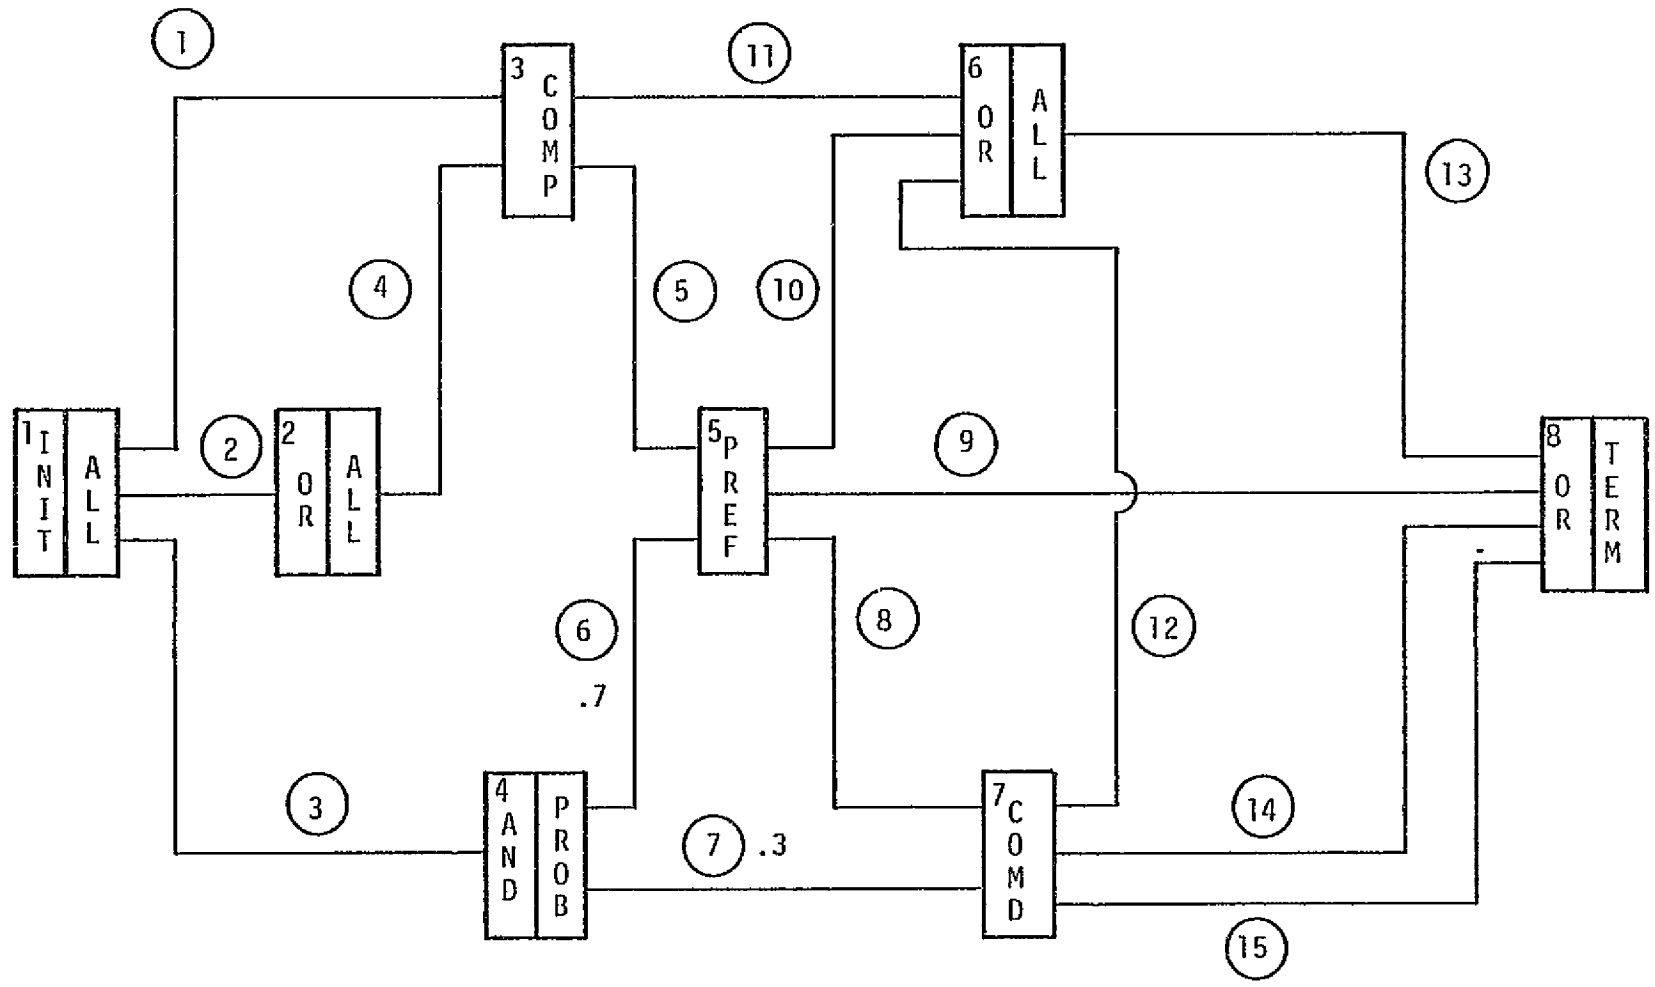 1
11
3 COMP
6 OR ALL
13
4
5
10
1 INIT ALL
2
2 OR ALL
5 PREF
9
8 OR TERM
6
.7
8
12
3
4 AND PROB
7 .3
7 COMD
14
15